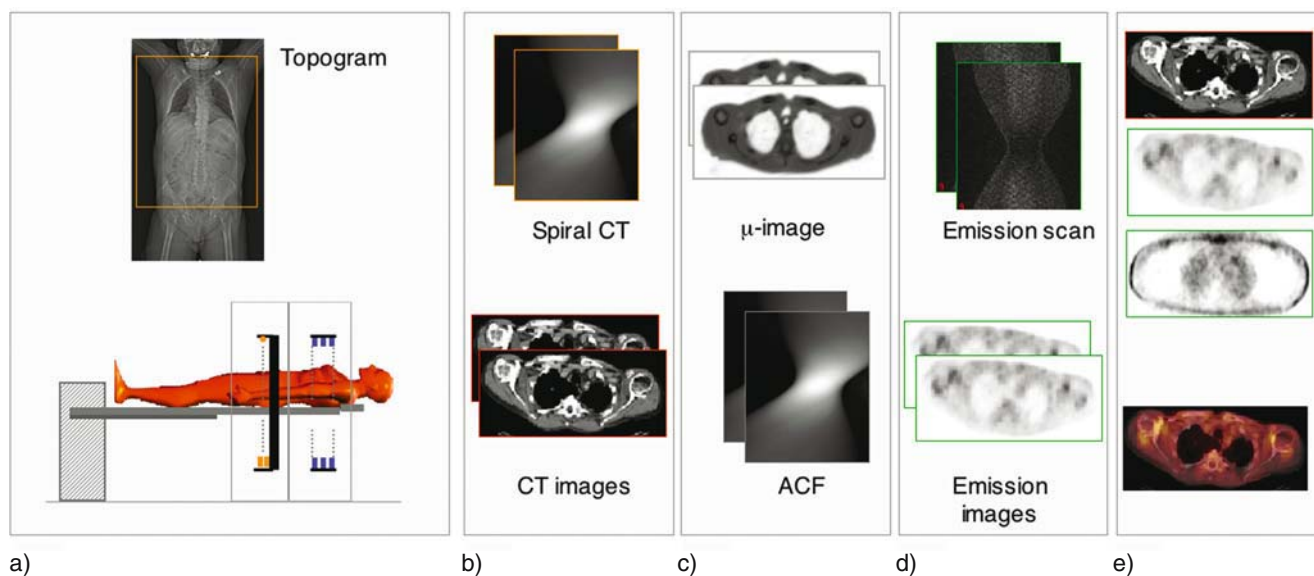 Topogram
Spiral CT
CT images
μ-image
ACF
Emission scan
Emission
images
a)
b)
c)
d)
e)